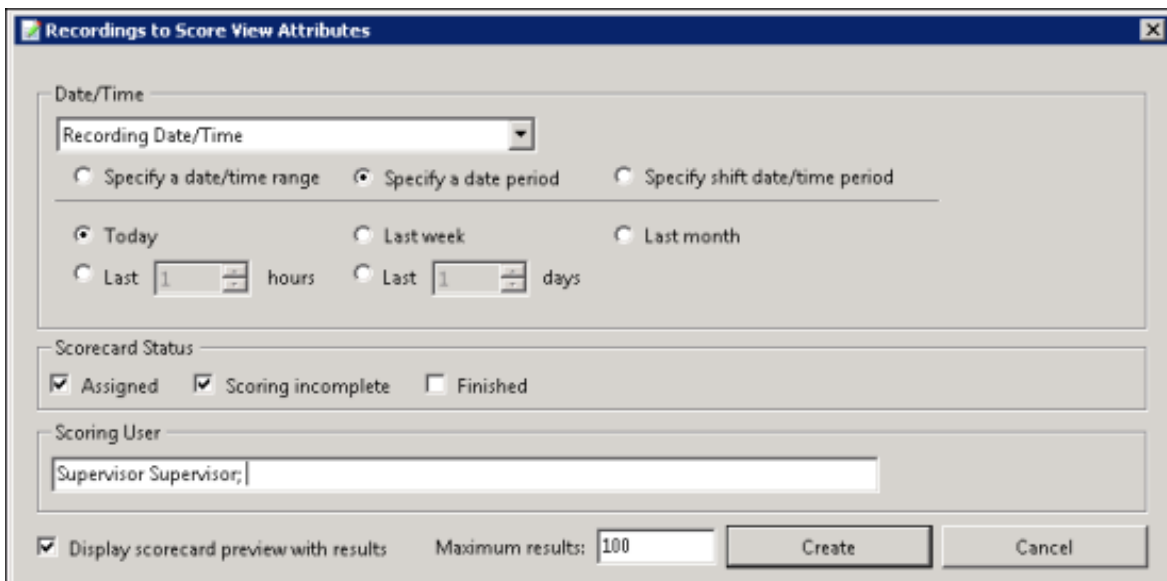 Recordings to Score View Attributes
Date/Time
Recording Date/Time
Specify a date/time range Specify a date period Specify shift date/time period
Today Last week Last month
Last 1 hours Last 1 days
Scorecard Status
Assigned Scoring incomplete Finished
Scoring User
Supervisor Supervisor;
Display scorecard preview with results Maximum results: 100 Create Cancel